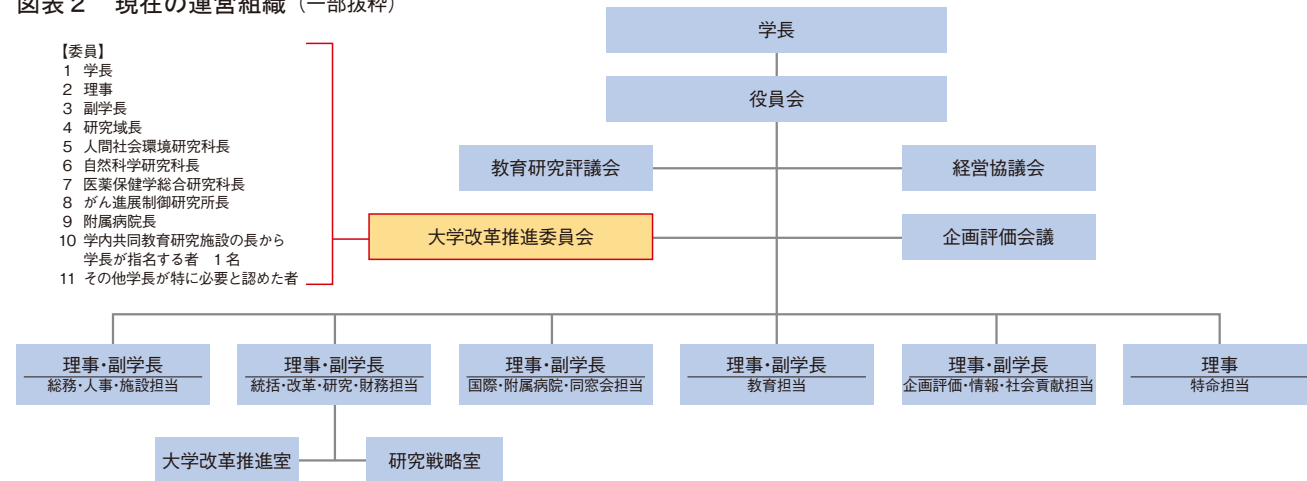 図表2 現在の運営組織(一部抜粋)
【委員】
1 学長
2 理事
3 副学長
4 研究域長
5 人間社会環境研究科長
6 自然科学研究科長
7 医薬保健学総合研究科長
8 がん進展制御研究所長
9 附属病院長
10 学内共同教育研究施設の長から
学長が指名する者 1名
11 その他学長が特に必要と認めた者
学長
役員会
教育研究評議会
経営協議会
大学改革推進委員会
企画評価会議
理事・副学長
総務・人事・施設担当
理事・副学長
統括・改革・研究・財務担当
理事・副学長
国際・附属病院・同窓会担当
理事・副学長
教育担当
理事・副学長
企画評価・情報・社会貢献担当
理事
特命担当
大学改革推進室
研究戦略室